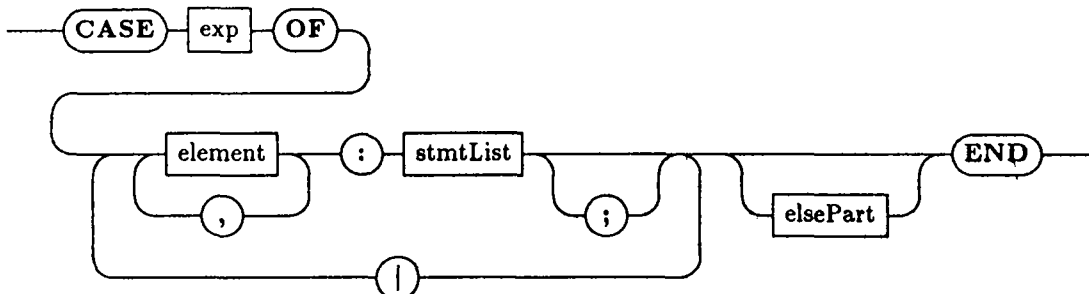 CASE exp OF
element : stmtList END
, ; elsePart
|